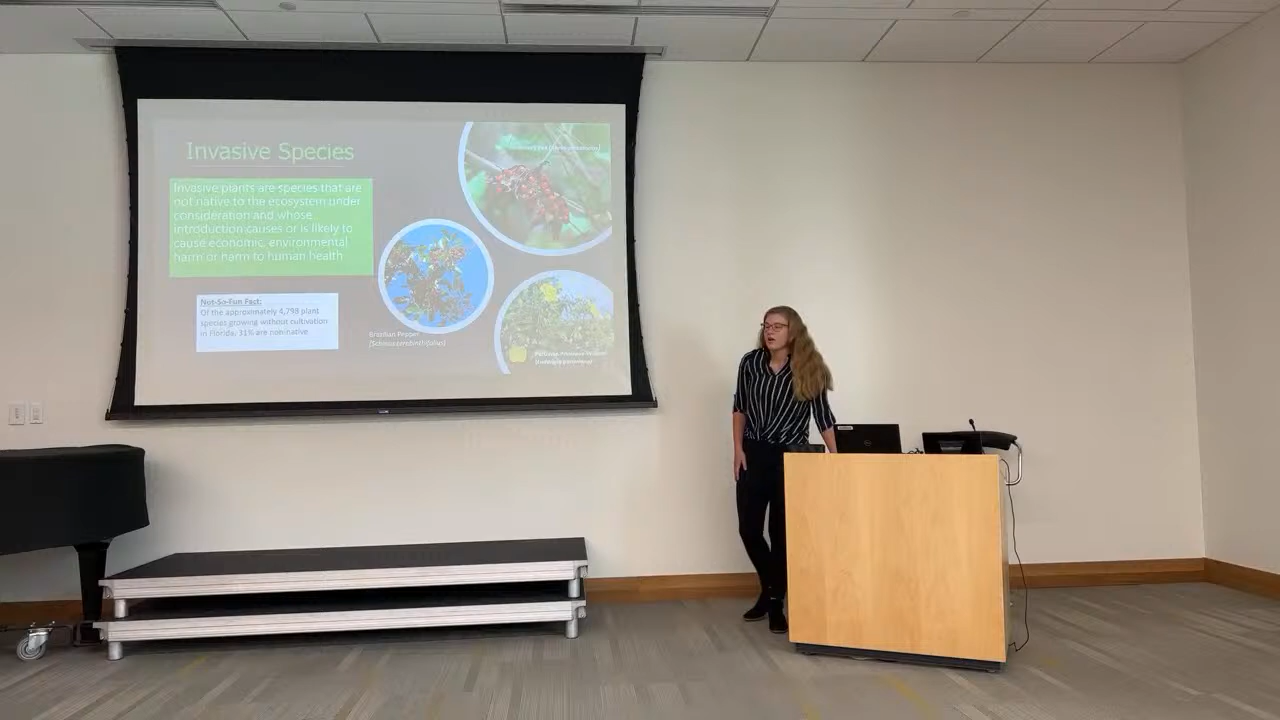 Invasive Species
Invasive plants are species that are
not native to the ecosystem under
consideration and whose
introduction causes or is likely to
cause economic, environmental
harm or harm to human health
Not-So-Fun Fact:
Of the approximately 4,798 plant
species growing without cultivation
in Florida, 31% are non-native
Brazilian Pepper